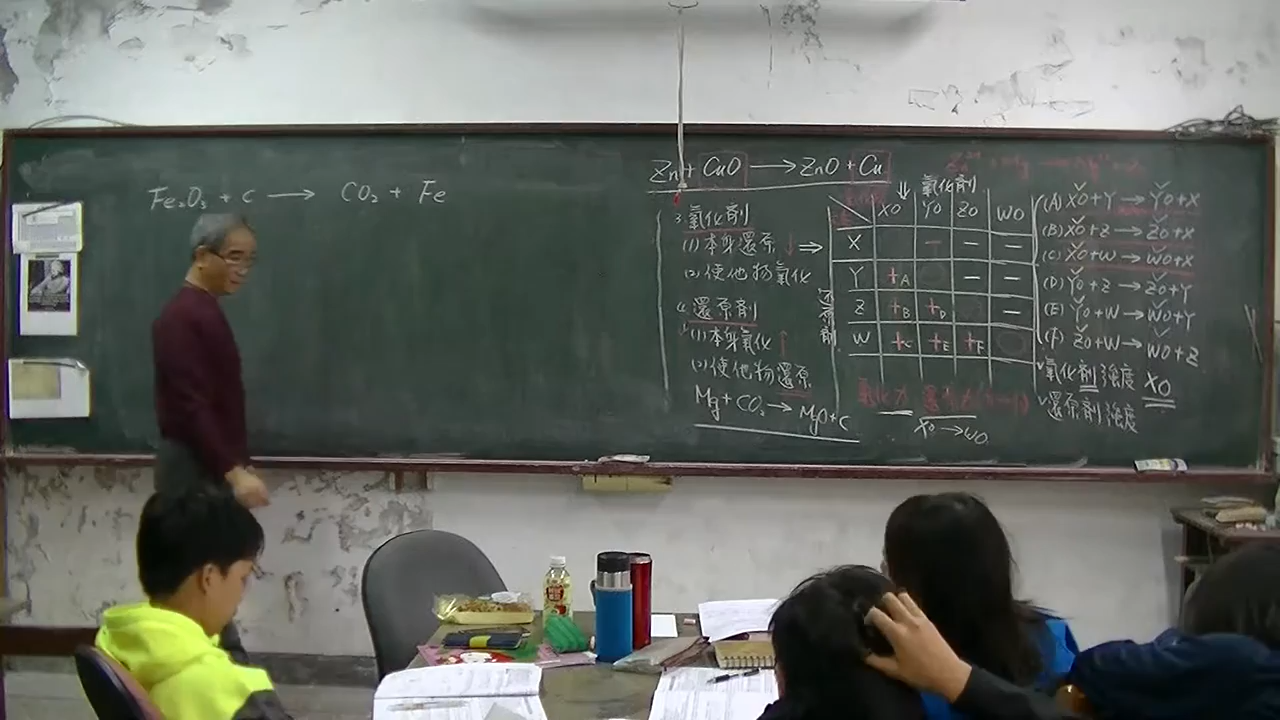 Fe₂O₃ + C ⟶ CO₂ + Fe
Zn + CuO ⟶ ZnO + Cu
3. 氧化劑
(1) 本身還原 ↓
(2) 使他物氧化
4. 還原劑
(1) 本身氧化 ↑
(2) 使他物還原
Mg + CO₂ → MgO + C
↓ 氧化劑
XO YO ZO WO
還原劑
X − − −
Y +A − −
Z +B +D −
W +C +E +F
氧化力
XO → WO
(A) XO + Y → YO + X
(B) XO + Z → ZO + X
(C) XO + W → WO + X
(D) YO + Z → ZO + Y
(E) YO + W → WO + Y
(F) ZO + W → WO + Z
氧化劑強度 XO
還原劑強度